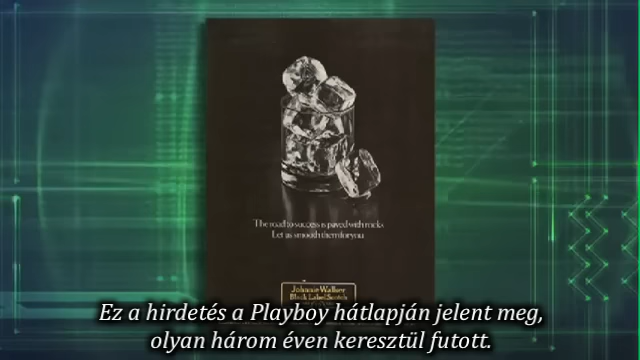 The road to success is paved with rocks
Let us smooth them for you
Johnnie Walker
Black Label Scotch
Ez a hirdetés a Playboy hátlapján jelent meg,
olyan három éven keresztül futott.